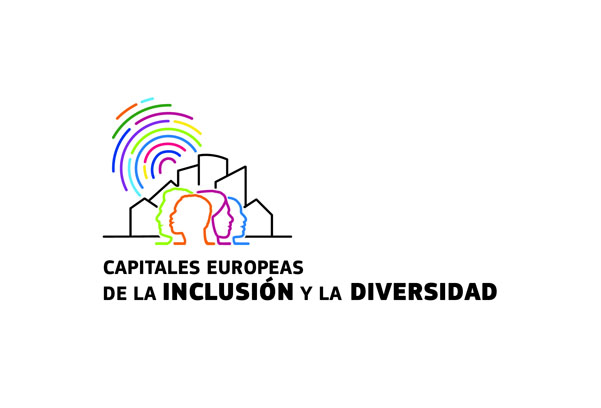 CAPITALES EUROPEAS
DE LA INCLUSIÓN Y LA DIVERSIDAD